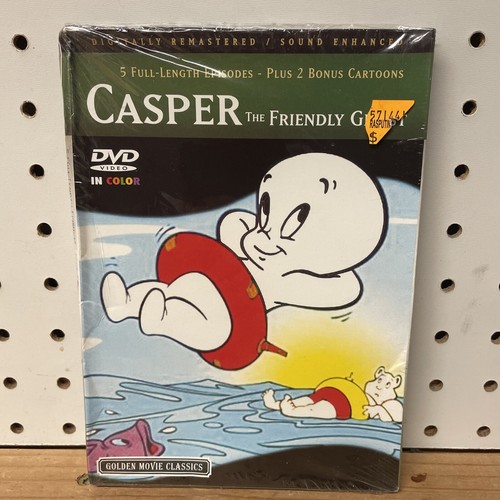 DIGITALLY REMASTERED / SOUND ENHANCED
5 FULL-LENGTH EPISODES - PLUS 2 BONUS CARTOONS
CASPER THE FRIENDLY
RASPUTIN
$
DVD
VIDEO
IN COLOR
GOLDEN MOVIE CLASSICS